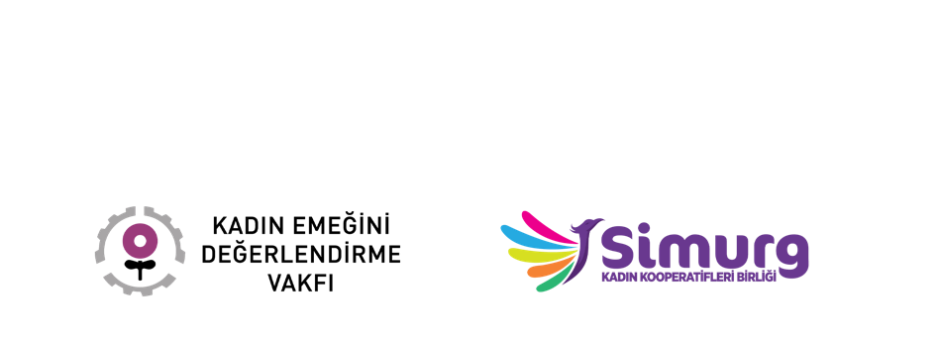 KADIN EMEĞİNİ
DEĞERLENDİRME
VAKFI
Simurg
KADIN KOOPERATİFLERİ BİRLİĞİ